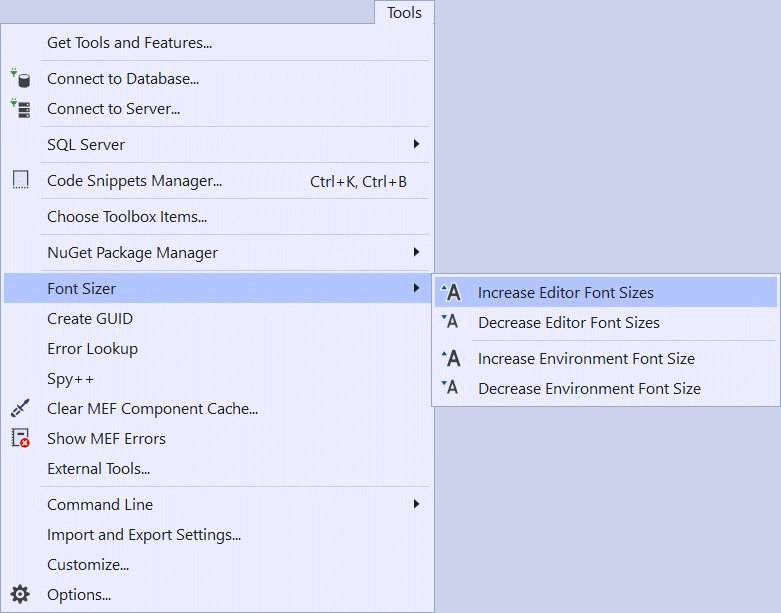 Tools
Get Tools and Features...
Connect to Database...
Connect to Server...
SQL Server
Code Snippets Manager... Ctrl+K, Ctrl+B
Choose Toolbox Items...
NuGet Package Manager
Font Sizer
Create GUID
Error Lookup
Spy++
Clear MEF Component Cache...
Show MEF Errors
External Tools...
Command Line
Import and Export Settings...
Customize...
Options...
Increase Editor Font Sizes
Decrease Editor Font Sizes
Increase Environment Font Size
Decrease Environment Font Size